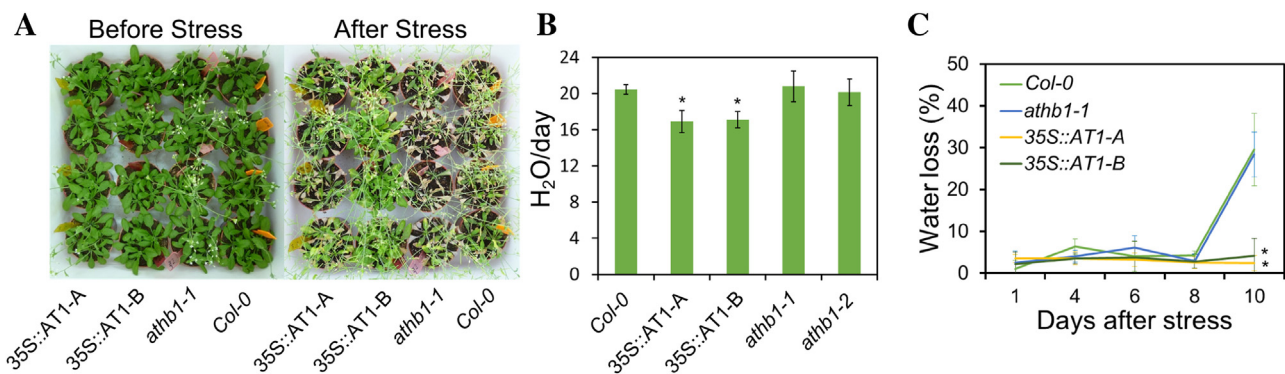 A
Before Stress
After Stress
35S::AT1-A
35S::AT1-B
athb1-1
Col-0
35S::AT1-A
35S::AT1-B
athb1-1
Col-0
B
24
20
16
12
8
4
0
H₂O/day
*
*
Col-0
35S::AT1-A
35S::AT1-B
athb1-1
athb1-2
C
50
40
30
20
10
0
Water loss (%)
Col-0
athb1-1
35S::AT1-A
35S::AT1-B
*
*
1 4 6 8 10
Days after stress